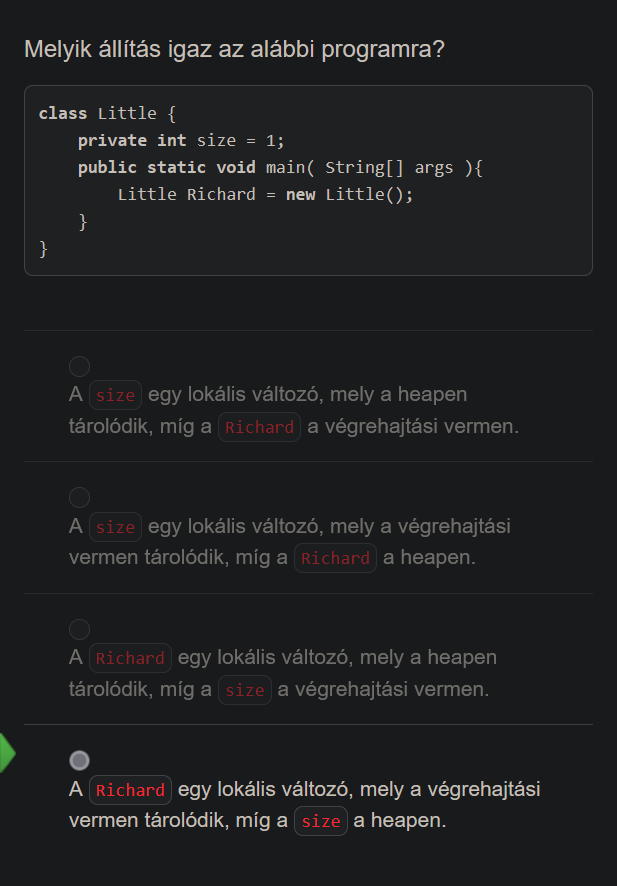 Melyik állítás igaz az alábbi programra?
class Little {
    private int size = 1;
    public static void main( String[] args ){
        Little Richard = new Little();
    }
}
A size egy lokális változó, mely a heapen
tárolódik, míg a Richard a végrehajtási vermen.
A size egy lokális változó, mely a végrehajtási
vermen tárolódik, míg a Richard a heapen.
A Richard egy lokális változó, mely a heapen
tárolódik, míg a size a végrehajtási vermen.
A Richard egy lokális változó, mely a végrehajtási
vermen tárolódik, míg a size a heapen.